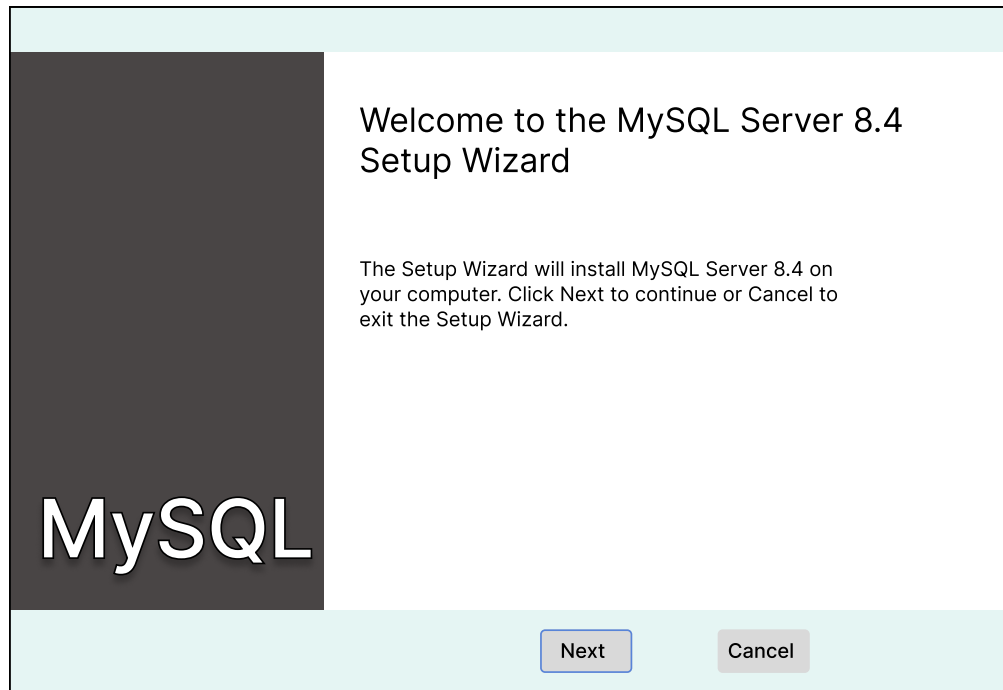 Welcome to the MySQL Server 8.4
Setup Wizard
The Setup Wizard will install MySQL Server 8.4 on
your computer. Click Next to continue or Cancel to
exit the Setup Wizard.
MySQL
Next
Cancel